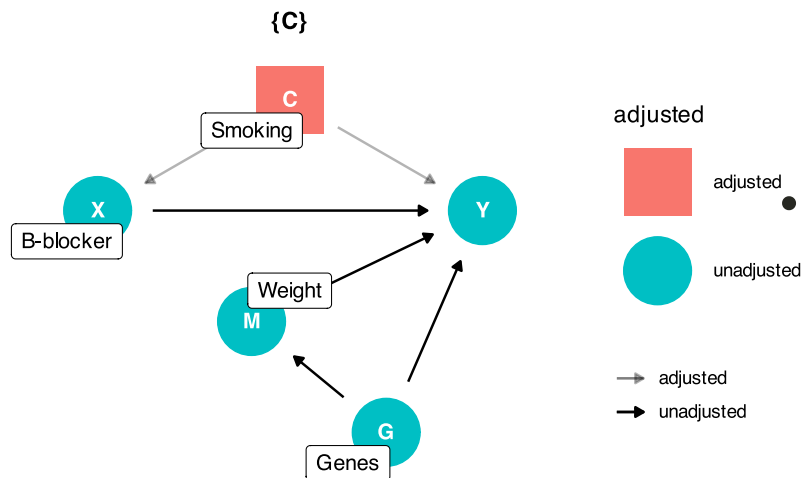 {C}
C
Smoking
X
B-blocker
Y
Weight
M
G
Genes
adjusted
adjusted
unadjusted
adjusted
unadjusted